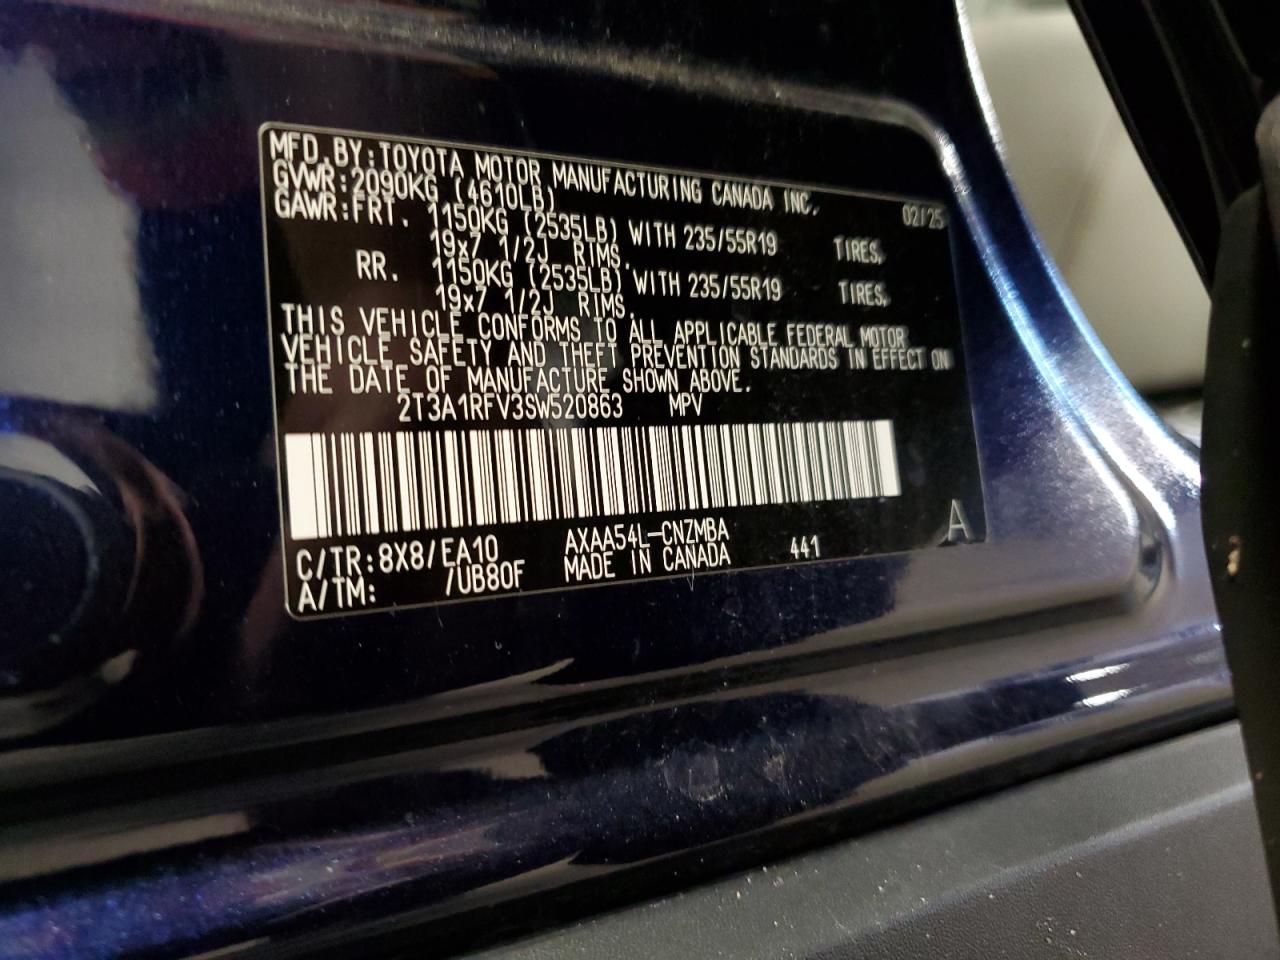 MFD.BY:TOYOTA MOTOR MANUFACTURING CANADA INC. 02/25
GVWR:2090KG (4610LB)
GAWR:FRT. 1150KG (2535LB) WITH 235/55R19 TIRES,
19x7 1/2J RIMS.
RR. 1150KG (2535LB) WITH 235/55R19 TIRES,
19x7 1/2J RIMS.
THIS VEHICLE CONFORMS TO ALL APPLICABLE FEDERAL MOTOR
VEHICLE SAFETY AND THEFT PREVENTION STANDARDS IN EFFECT ON
THE DATE OF MANUFACTURE SHOWN ABOVE.
2T3A1RFV3SW520863 MPV
C/TR:8X8/EA10 AXAA54L-CNZMBA 441 A
A/TM: /UB80F MADE IN CANADA